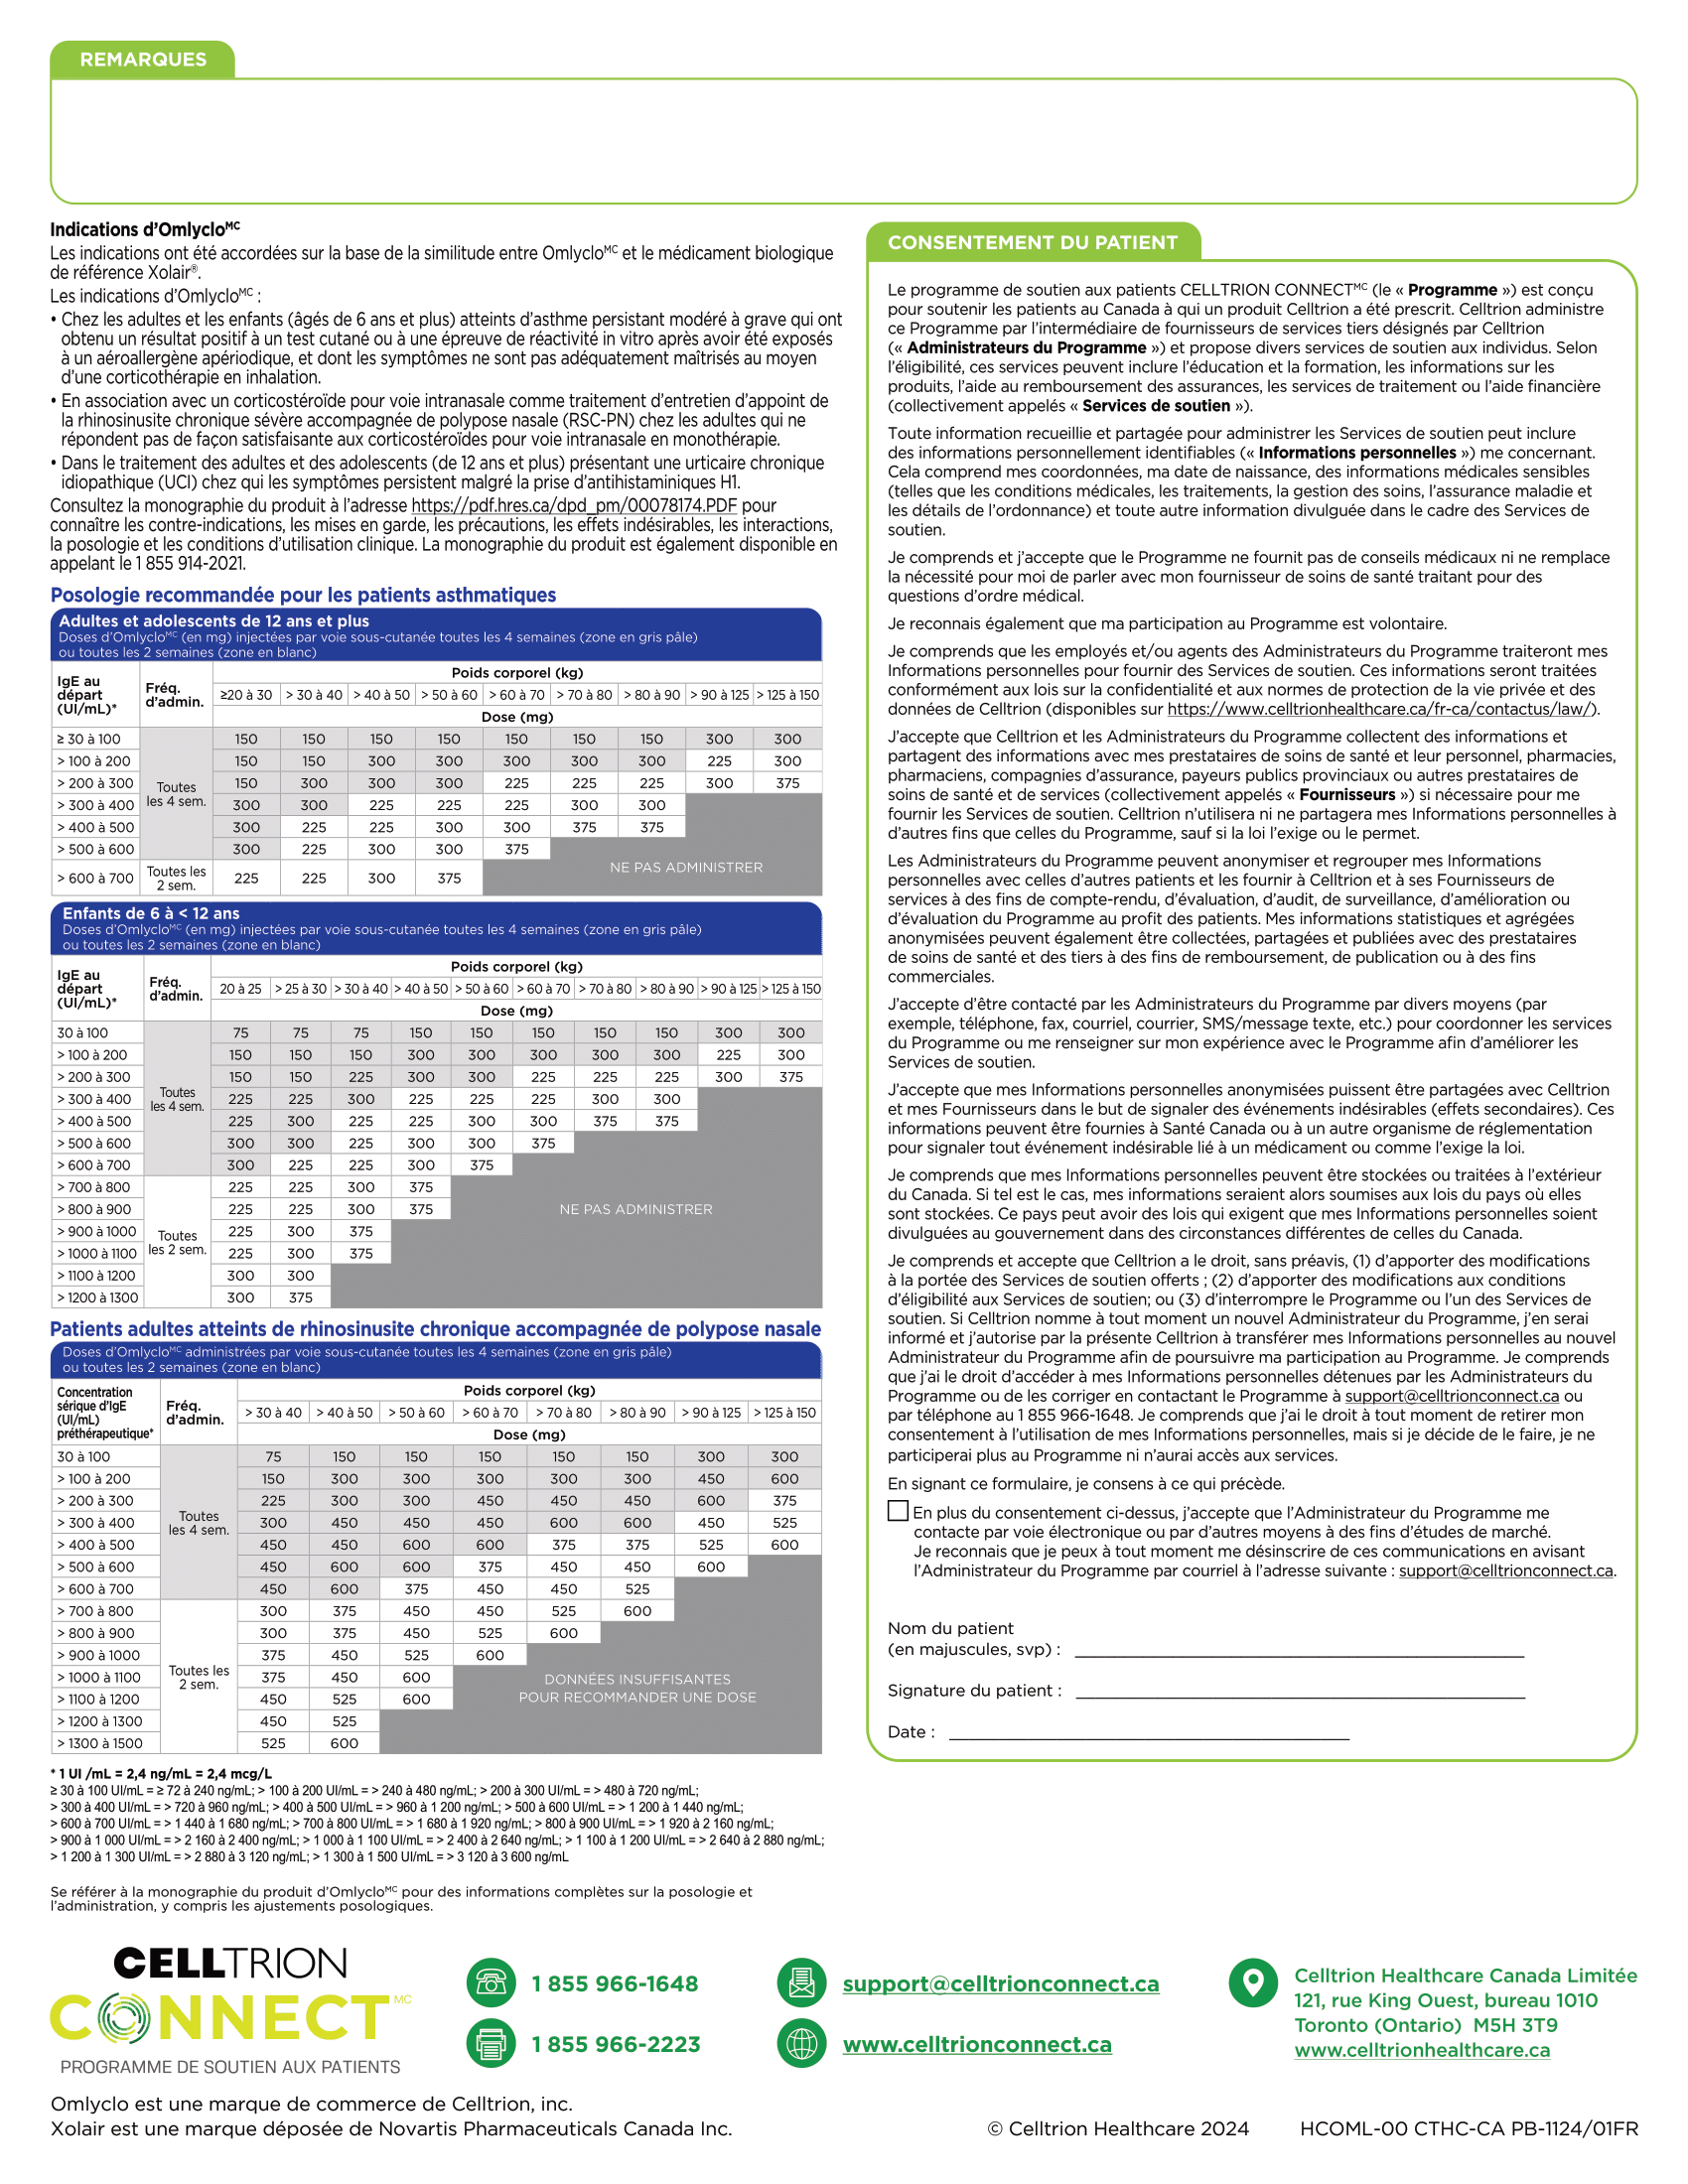 REMARQUES
Indications d’Omlyclo^MC
Les indications ont été accordées sur la base de la similitude entre Omlyclo^MC et le médicament biologique
de référence Xolair®.
Les indications d’Omlyclo^MC :
• Chez les adultes et les enfants (âgés de 6 ans et plus) atteints d’asthme persistant modéré à grave qui ont
obtenu un résultat positif à un test cutané ou à une épreuve de réactivité in vitro après avoir été exposés
à un aéroallergène apériodique, et dont les symptômes ne sont pas adéquatement maîtrisés au moyen
d’une corticothérapie en inhalation.
• En association avec un corticostéroïde pour voie intranasale comme traitement d’entretien d’appoint de
la rhinosinusite chronique sévère accompagnée de polypose nasale (RSC-PN) chez les adultes qui ne
répondent pas de façon satisfaisante aux corticostéroïdes pour voie intranasale en monothérapie.
• Dans le traitement des adultes et des adolescents (de 12 ans et plus) présentant une urticaire chronique
idiopathique (UCI) chez qui les symptômes persistent malgré la prise d’antihistaminiques H1.
Consultez la monographie du produit à l’adresse https://pdf.hres.ca/dpd_pm/00078174.PDF pour
connaître les contre-indications, les mises en garde, les précautions, les effets indésirables, les interactions,
la posologie et les conditions d’utilisation clinique. La monographie du produit est également disponible en
appelant le 1 855 914-2021.
Posologie recommandée pour les patients asthmatiques
Adultes et adolescents de 12 ans et plus
Doses d’Omlyclo^MC (en mg) injectées par voie sous-cutanée toutes les 4 semaines (zone en gris pâle)
ou toutes les 2 semaines (zone en blanc)
IgE au départ (UI/mL)* Fréq. d’admin. Poids corporel (kg)
≥20 à 30 > 30 à 40 > 40 à 50 > 50 à 60 > 60 à 70 > 70 à 80 > 80 à 90 > 90 à 125 > 125 à 150
Dose (mg)
≥ 30 à 100 150 150 150 150 150 150 150 300 300
> 100 à 200 150 150 300 300 300 300 300 225 300
> 200 à 300 Toutes 150 300 300 300 225 225 225 300 375
> 300 à 400 les 4 sem. 300 300 225 225 225 300 300
> 400 à 500 300 225 225 300 300 375 375
> 500 à 600 300 225 300 300 375
NE PAS ADMINISTRER
> 600 à 700 Toutes les 2 sem. 225 225 300 375
Enfants de 6 à < 12 ans
Doses d’Omlyclo^MC (en mg) injectées par voie sous-cutanée toutes les 4 semaines (zone en gris pâle)
ou toutes les 2 semaines (zone en blanc)
IgE au départ (UI/mL)* Fréq. d’admin. Poids corporel (kg)
20 à 25 > 25 à 30 > 30 à 40 > 40 à 50 > 50 à 60 > 60 à 70 > 70 à 80 > 80 à 90 > 90 à 125 > 125 à 150
Dose (mg)
30 à 100 75 75 75 150 150 150 150 150 300 300
> 100 à 200 150 150 150 300 300 300 300 300 225 300
> 200 à 300 150 150 225 300 300 225 225 225 300 375
> 300 à 400 Toutes les 4 sem. 225 225 300 225 225 225 300 300
> 400 à 500 225 300 225 225 300 300 375 375
> 500 à 600 300 300 225 300 300 375
> 600 à 700 300 225 225 300 375
> 700 à 800 225 225 300 375
> 800 à 900 225 225 300 375 NE PAS ADMINISTRER
> 900 à 1000 Toutes 225 300 375
> 1000 à 1100 les 2 sem. 225 300 375
> 1100 à 1200 300 300
> 1200 à 1300 300 375
Patients adultes atteints de rhinosinusite chronique accompagnée de polypose nasale
Doses d’Omlyclo^MC administrées par voie sous-cutanée toutes les 4 semaines (zone en gris pâle)
ou toutes les 2 semaines (zone en blanc)
Concentration sérique d’IgE (UI/mL) préthérapeutique* Fréq. d’admin. Poids corporel (kg)
> 30 à 40 > 40 à 50 > 50 à 60 > 60 à 70 > 70 à 80 > 80 à 90 > 90 à 125 > 125 à 150
Dose (mg)
30 à 100 75 150 150 150 150 150 300 300
> 100 à 200 150 300 300 300 300 300 450 600
> 200 à 300 225 300 300 450 450 450 600 375
> 300 à 400 Toutes les 4 sem. 300 450 450 450 600 600 450 525
> 400 à 500 450 450 600 600 375 375 525 600
> 500 à 600 450 600 600 375 450 450 600
> 600 à 700 450 600 375 450 450 525
> 700 à 800 300 375 450 450 525 600
> 800 à 900 300 375 450 525 600
> 900 à 1000 375 450 525 600
> 1000 à 1100 Toutes les 2 sem. 375 450 600
> 1100 à 1200 450 525 600
DONNÉES INSUFFISANTES
POUR RECOMMANDER UNE DOSE
> 1200 à 1300 450 525
> 1300 à 1500 525 600
* 1 UI /mL = 2,4 ng/mL = 2,4 mcg/L
≥ 30 à 100 UI/mL = ≥ 72 à 240 ng/mL; > 100 à 200 UI/mL = > 240 à 480 ng/mL; > 200 à 300 UI/mL = > 480 à 720 ng/mL;
> 300 à 400 UI/mL = > 720 à 960 ng/mL; > 400 à 500 UI/mL = > 960 à 1 200 ng/mL; > 500 à 600 UI/mL = > 1 200 à 1 440 ng/mL;
> 600 à 700 UI/mL = > 1 440 à 1 680 ng/mL; > 700 à 800 UI/mL = > 1 680 à 1 920 ng/mL; > 800 à 900 UI/mL = > 1 920 à 2 160 ng/mL;
> 900 à 1 000 UI/mL = > 2 160 à 2 400 ng/mL; > 1 000 à 1 100 UI/mL = > 2 400 à 2 640 ng/mL; > 1 100 à 1 200 UI/mL = > 2 640 à 2 880 ng/mL;
> 1 200 à 1 300 UI/mL = > 2 880 à 3 120 ng/mL; > 1 300 à 1 500 UI/mL = > 3 120 à 3 600 ng/mL
Se référer à la monographie du produit d’Omlyclo^MC pour des informations complètes sur la posologie et
l’administration, y compris les ajustements posologiques.
CONSENTEMENT DU PATIENT
Le programme de soutien aux patients CELLTRION CONNECT^MC (le « Programme ») est conçu
pour soutenir les patients au Canada à qui un produit Celltrion a été prescrit. Celltrion administre
ce Programme par l’intermédiaire de fournisseurs de services tiers désignés par Celltrion
(« Administrateurs du Programme ») et propose divers services de soutien aux individus. Selon
l’éligibilité, ces services peuvent inclure l’éducation et la formation, les informations sur les
produits, l’aide au remboursement des assurances, les services de traitement ou l’aide financière
(collectivement appelés « Services de soutien »).
Toute information recueillie et partagée pour administrer les Services de soutien peut inclure
des informations personnellement identifiables (« Informations personnelles ») me concernant.
Cela comprend mes coordonnées, ma date de naissance, des informations médicales sensibles
(telles que les conditions médicales, les traitements, la gestion des soins, l’assurance maladie et
les détails de l’ordonnance) et toute autre information divulguée dans le cadre des Services de
soutien.
Je comprends et j’accepte que le Programme ne fournit pas de conseils médicaux ni ne remplace
la nécessité pour moi de parler avec mon fournisseur de soins de santé traitant pour des
questions d’ordre médical.
Je reconnais également que ma participation au Programme est volontaire.
Je comprends que les employés et/ou agents des Administrateurs du Programme traiteront mes
Informations personnelles pour fournir des Services de soutien. Ces informations seront traitées
conformément aux lois sur la confidentialité et aux normes de protection de la vie privée et des
données de Celltrion (disponibles sur https://www.celltrionhealthcare.ca/fr-ca/contactus/law/).
J’accepte que Celltrion et les Administrateurs du Programme collectent des informations et
partagent des informations avec mes prestataires de soins de santé et leur personnel, pharmacies,
pharmaciens, compagnies d’assurance, payeurs publics provinciaux ou autres prestataires de
soins de santé et de services (collectivement appelés « Fournisseurs ») si nécessaire pour me
fournir les Services de soutien. Celltrion n’utilisera ni ne partagera mes Informations personnelles à
d’autres fins que celles du Programme, sauf si la loi l’exige ou le permet.
Les Administrateurs du Programme peuvent anonymiser et regrouper mes Informations
personnelles avec celles d’autres patients et les fournir à Celltrion et à ses Fournisseurs de
services à des fins de compte-rendu, d’évaluation, d’audit, de surveillance, d’amélioration ou
d’évaluation du Programme au profit des patients. Mes informations statistiques et agrégées
anonymisées peuvent également être collectées, partagées et publiées avec des prestataires
de soins de santé et des tiers à des fins de remboursement, de publication ou à des fins
commerciales.
J’accepte d’être contacté par les Administrateurs du Programme par divers moyens (par
exemple, téléphone, fax, courriel, courrier, SMS/message texte, etc.) pour coordonner les services
du Programme ou me renseigner sur mon expérience avec le Programme afin d’améliorer les
Services de soutien.
J’accepte que mes Informations personnelles anonymisées puissent être partagées avec Celltrion
et mes Fournisseurs dans le but de signaler des événements indésirables (effets secondaires). Ces
informations peuvent être fournies à Santé Canada ou à un autre organisme de réglementation
pour signaler tout événement indésirable lié à un médicament ou comme l’exige la loi.
Je comprends que mes Informations personnelles peuvent être stockées ou traitées à l’extérieur
du Canada. Si tel est le cas, mes informations seraient alors soumises aux lois du pays où elles
sont stockées. Ce pays peut avoir des lois qui exigent que mes Informations personnelles soient
divulguées au gouvernement dans des circonstances différentes de celles du Canada.
Je comprends et accepte que Celltrion a le droit, sans préavis, (1) d’apporter des modifications
à la portée des Services de soutien offerts ; (2) d’apporter des modifications aux conditions
d’éligibilité aux Services de soutien; ou (3) d’interrompre le Programme ou l’un des Services de
soutien. Si Celltrion nomme à tout moment un nouvel Administrateur du Programme, j’en serai
informé et j’autorise par la présente Celltrion à transférer mes Informations personnelles au nouvel
Administrateur du Programme afin de poursuivre ma participation au Programme. Je comprends
que j’ai le droit d’accéder à mes Informations personnelles détenues par les Administrateurs du
Programme ou de les corriger en contactant le Programme à support@celltrionconnect.ca ou
par téléphone au 1 855 966-1648. Je comprends que j’ai le droit à tout moment de retirer mon
consentement à l’utilisation de mes Informations personnelles, mais si je décide de le faire, je ne
participerai plus au Programme ni n’aurai accès aux services.
En signant ce formulaire, je consens à ce qui précède.
En plus du consentement ci-dessus, j’accepte que l’Administrateur du Programme me
contacte par voie électronique ou par d’autres moyens à des fins d’études de marché.
Je reconnais que je peux à tout moment me désinscrire de ces communications en avisant
l’Administrateur du Programme par courriel à l’adresse suivante : support@celltrionconnect.ca.
Nom du patient
(en majuscules, svp) :
Signature du patient :
Date :
CELLTRION
CONNECT^MC
PROGRAMME DE SOUTIEN AUX PATIENTS
1 855 966-1648
1 855 966-2223
support@celltrionconnect.ca
www.celltrionconnect.ca
Celltrion Healthcare Canada Limitée
121, rue King Ouest, bureau 1010
Toronto (Ontario) M5H 3T9
www.celltrionhealthcare.ca
Omlyclo est une marque de commerce de Celltrion, inc.
Xolair est une marque déposée de Novartis Pharmaceuticals Canada Inc.
© Celltrion Healthcare 2024 HCOML-00 CTHC-CA PB-1124/01FR